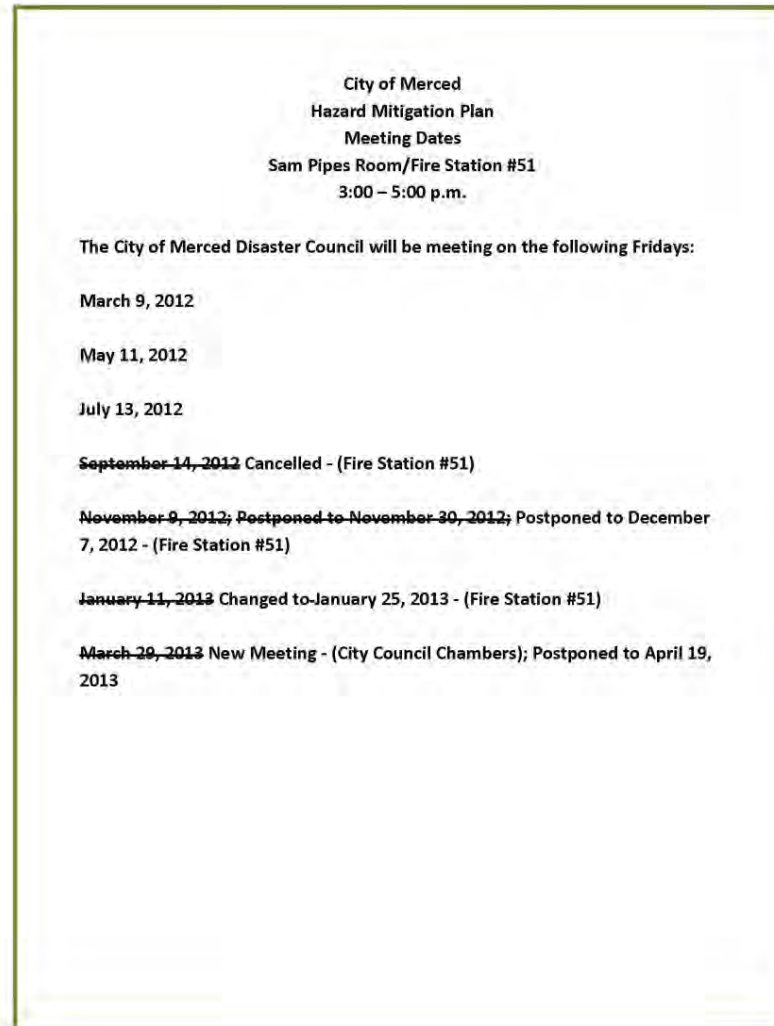 City of Merced
Hazard Mitigation Plan
Meeting Dates
Sam Pipes Room/Fire Station #51
3:00 – 5:00 p.m.
The City of Merced Disaster Council will be meeting on the following Fridays:
March 9, 2012
May 11, 2012
July 13, 2012
September 14, 2012 Cancelled - (Fire Station #51)
November 9, 2012; Postponed to November 30, 2012; Postponed to December
7, 2012 - (Fire Station #51)
January 11, 2013 Changed to-January 25, 2013 - (Fire Station #51)
March 29, 2013 New Meeting - (City Council Chambers); Postponed to April 19,
2013